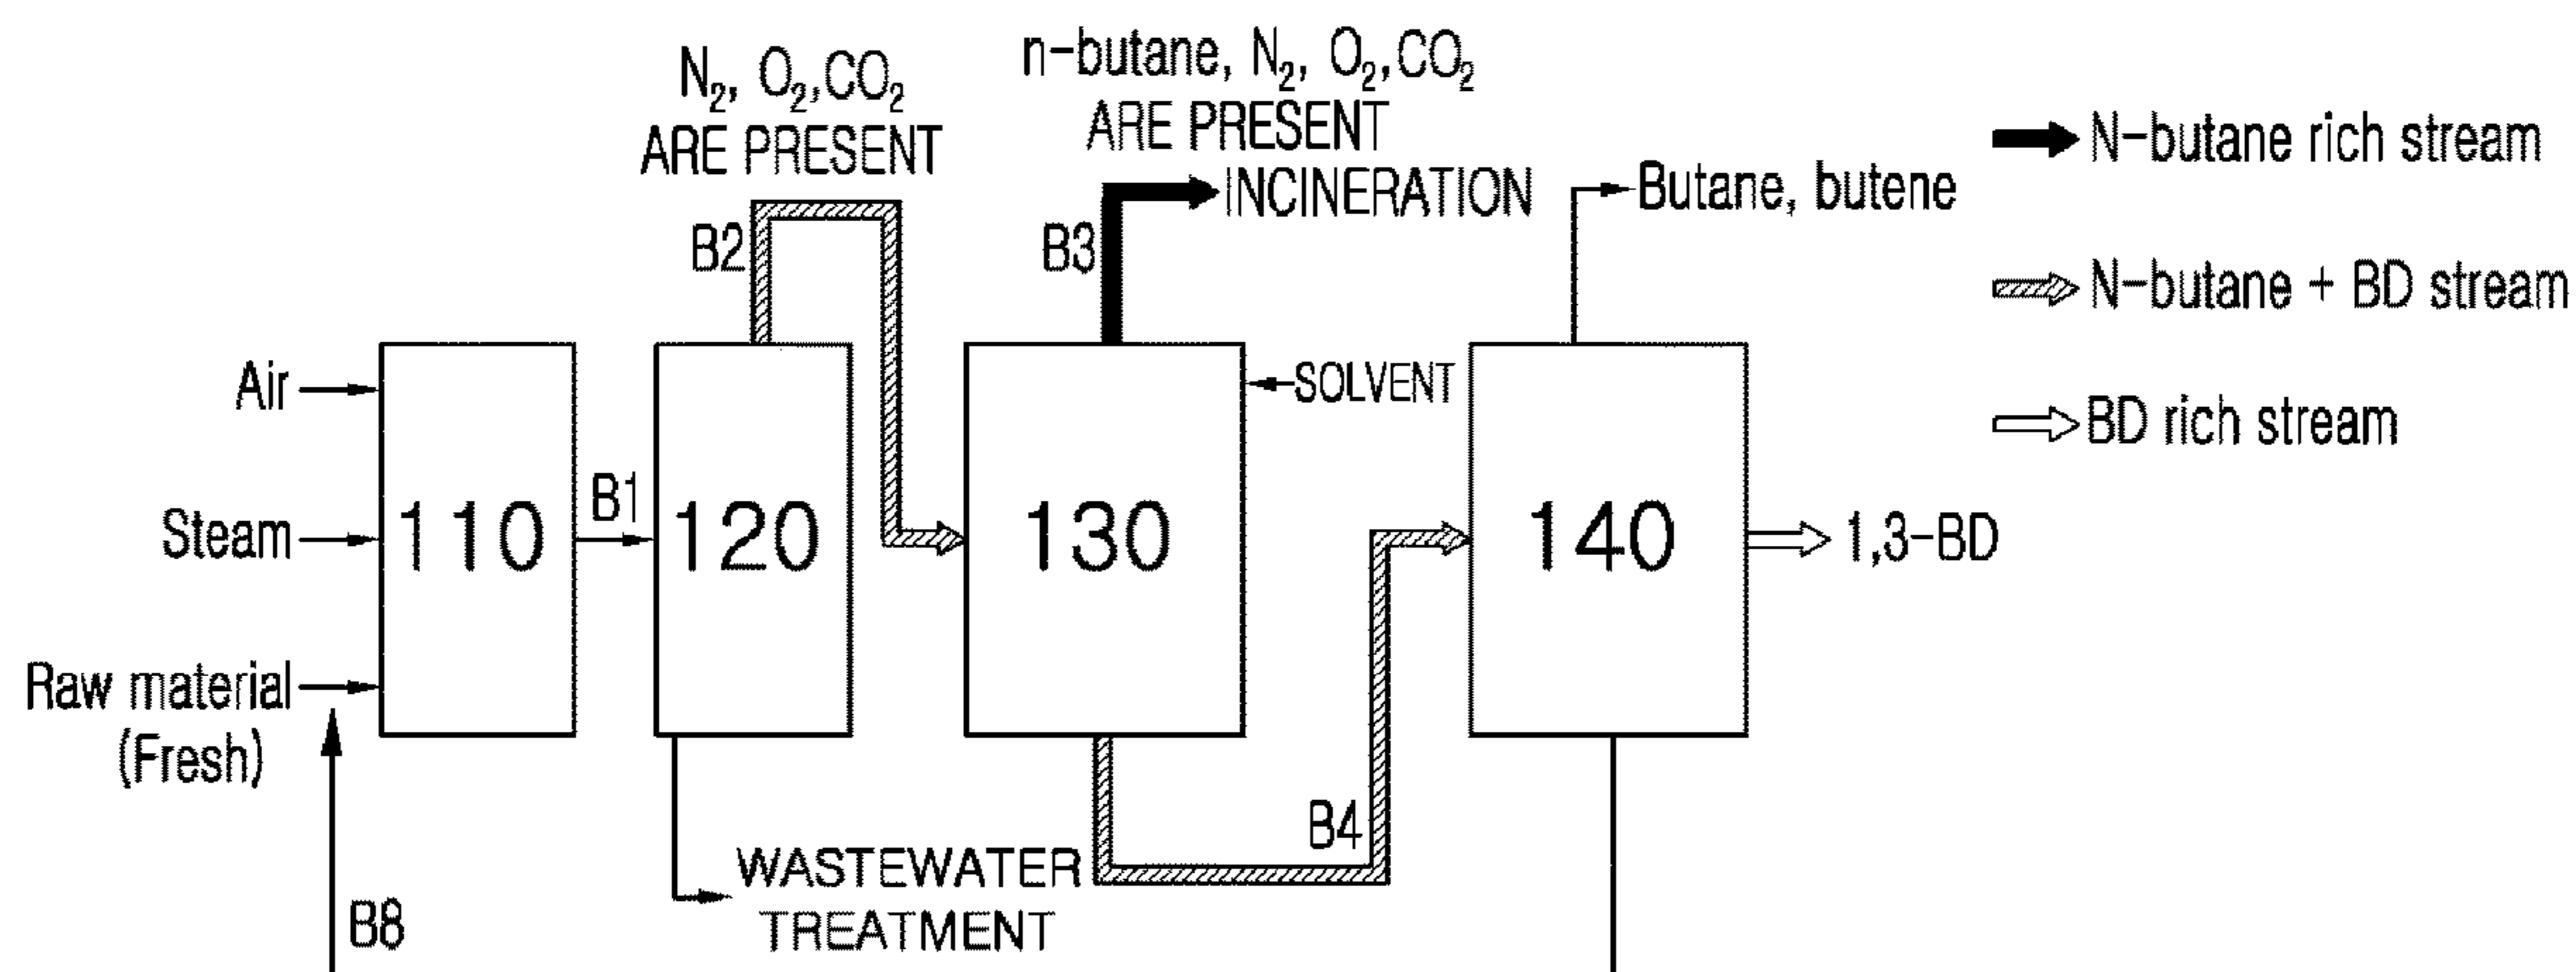 N₂, O₂,CO₂
ARE PRESENT
n-butane, N₂, O₂,CO₂
ARE PRESENT
INCINERATION
Butane, butene
N-butane rich stream
N-butane + BD stream
BD rich stream
B2
B3
Air
SOLVENT
Steam
110
B1
120
130
140
1,3-BD
Raw material
(Fresh)
B4
WASTEWATER
TREATMENT
B8